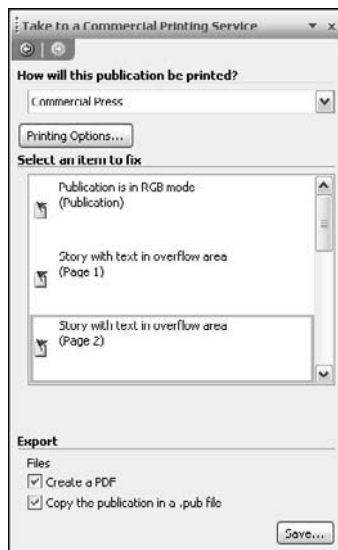 Take to a Commercial Printing Service
How will this publication be printed?
Commercial Press
Printing Options...
Select an item to fix
Publication is in RGB mode
(Publication)
Story with text in overflow area
(Page 1)
Story with text in overflow area
(Page 2)
Export
Files
Create a PDF
Copy the publication in a .pub file
Save...